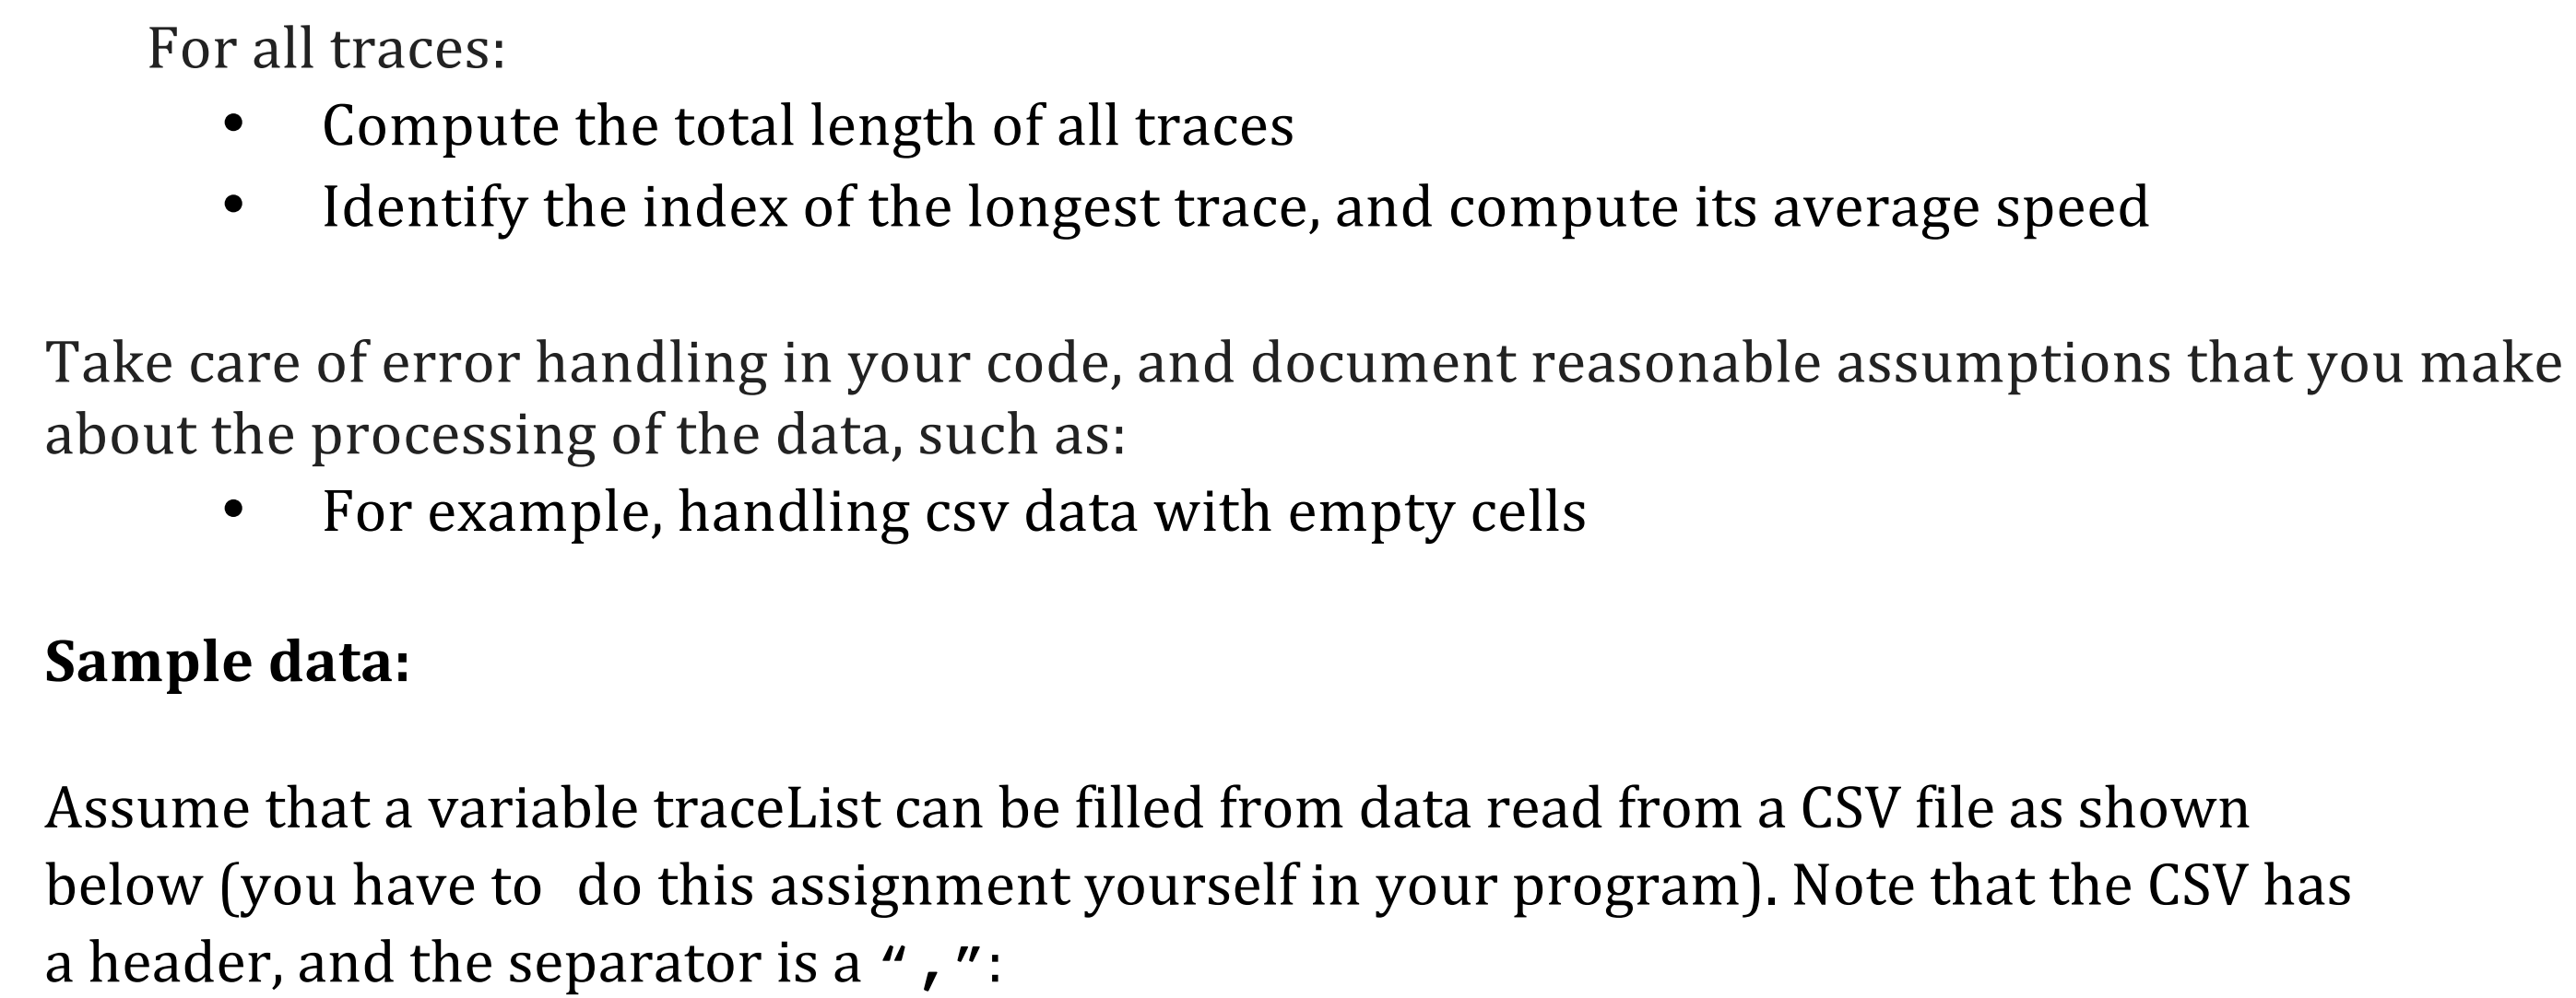 For all traces:
• Compute the total length of all traces
• Identify the index of the longest trace, and compute its average speed
Take care of error handling in your code, and document reasonable assumptions that you make
about the processing of the data, such as:
• For example, handling csv data with empty cells
Sample data:
Assume that a variable traceList can be filled from data read from a CSV file as shown
below (you have to do this assignment yourself in your program). Note that the CSV has
a header, and the separator is a “,”: